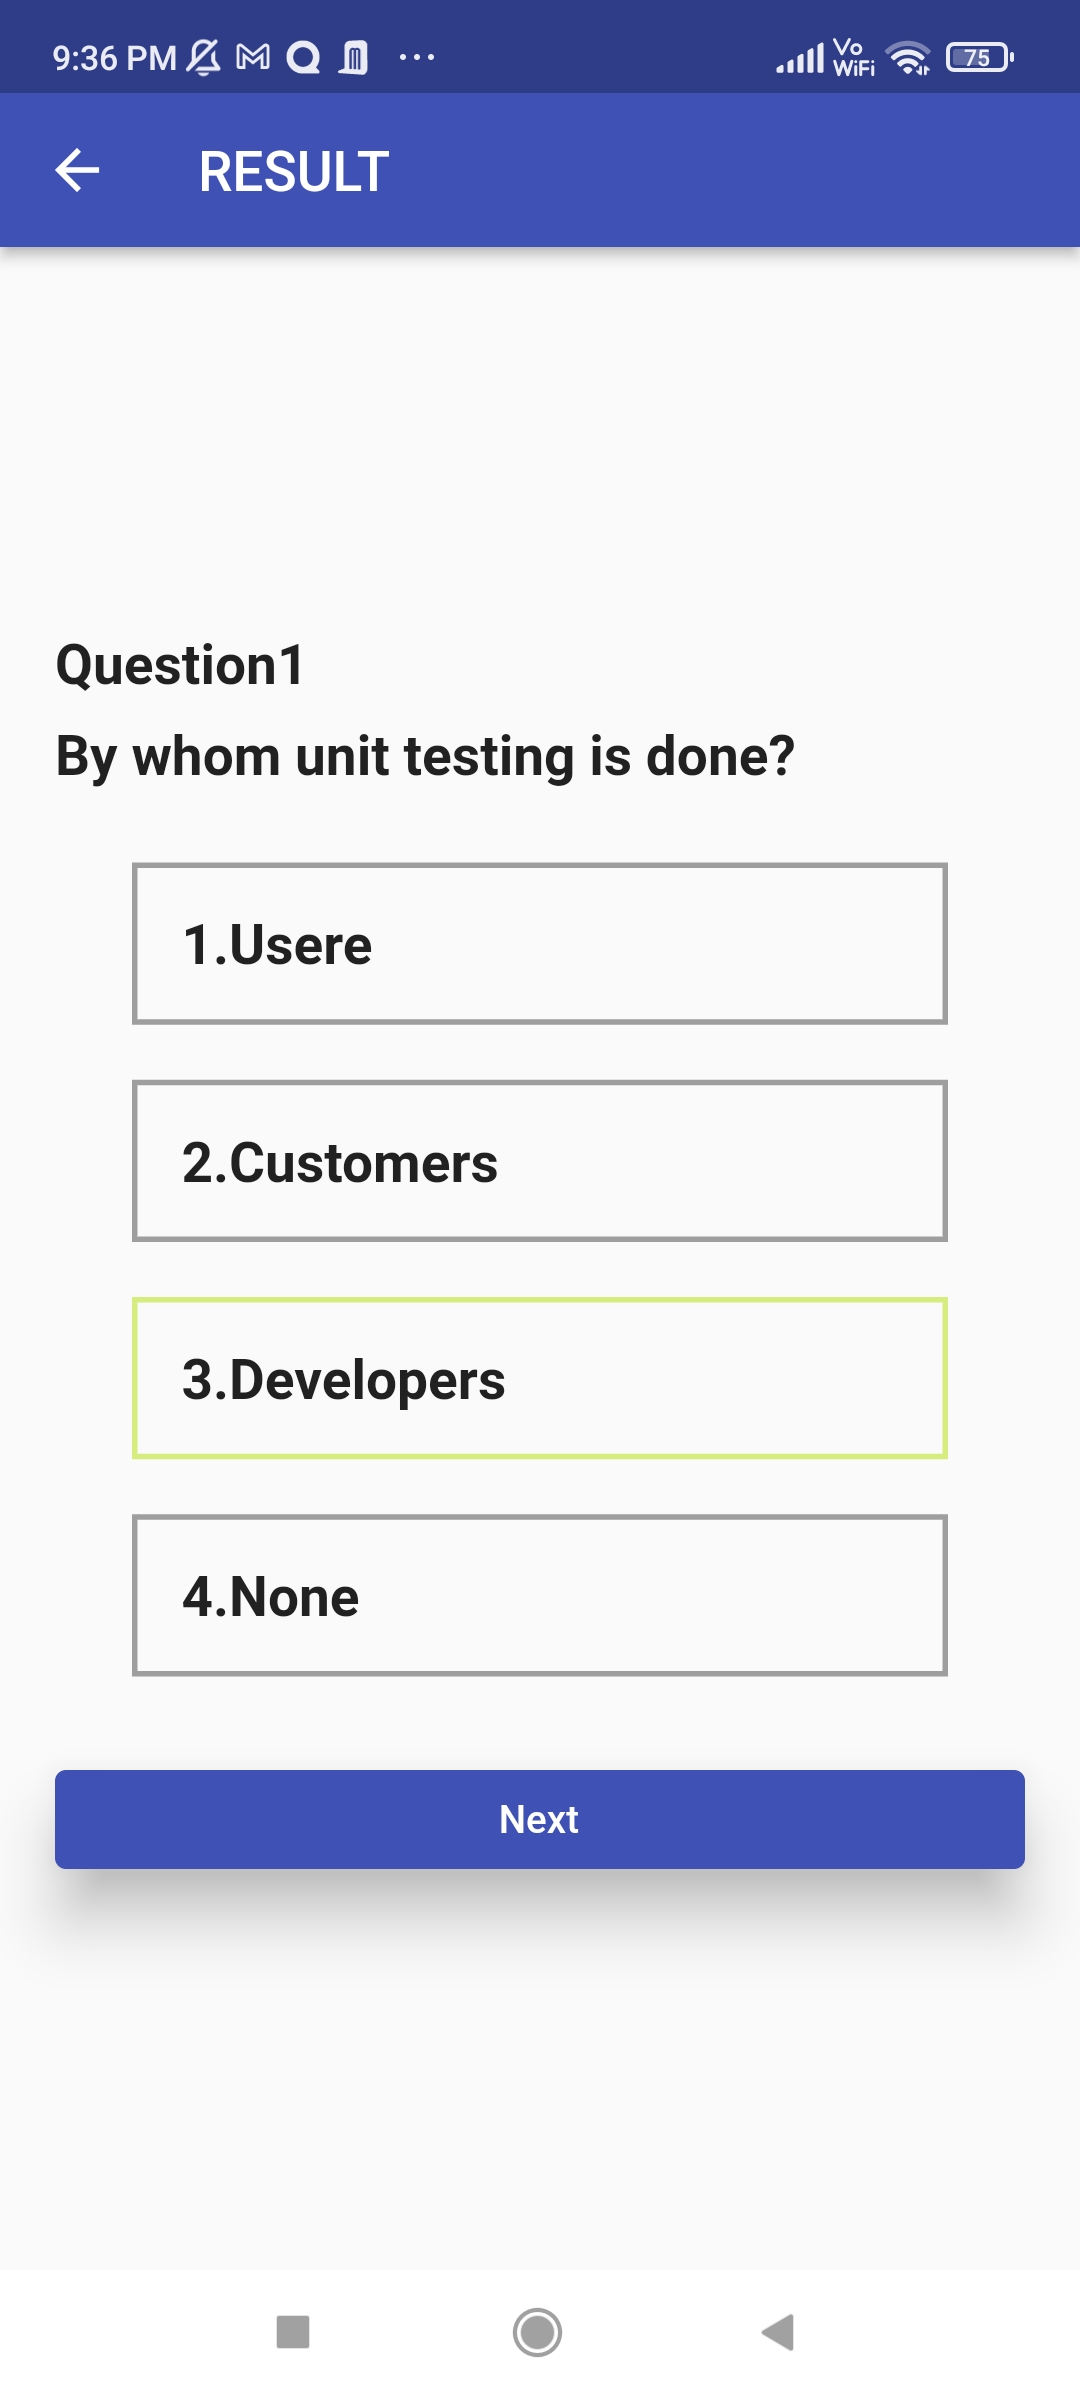 9:36 PM
Vo
WiFi
75
RESULT
Question1
By whom unit testing is done?
1.Usere
2.Customers
3.Developers
4.None
Next